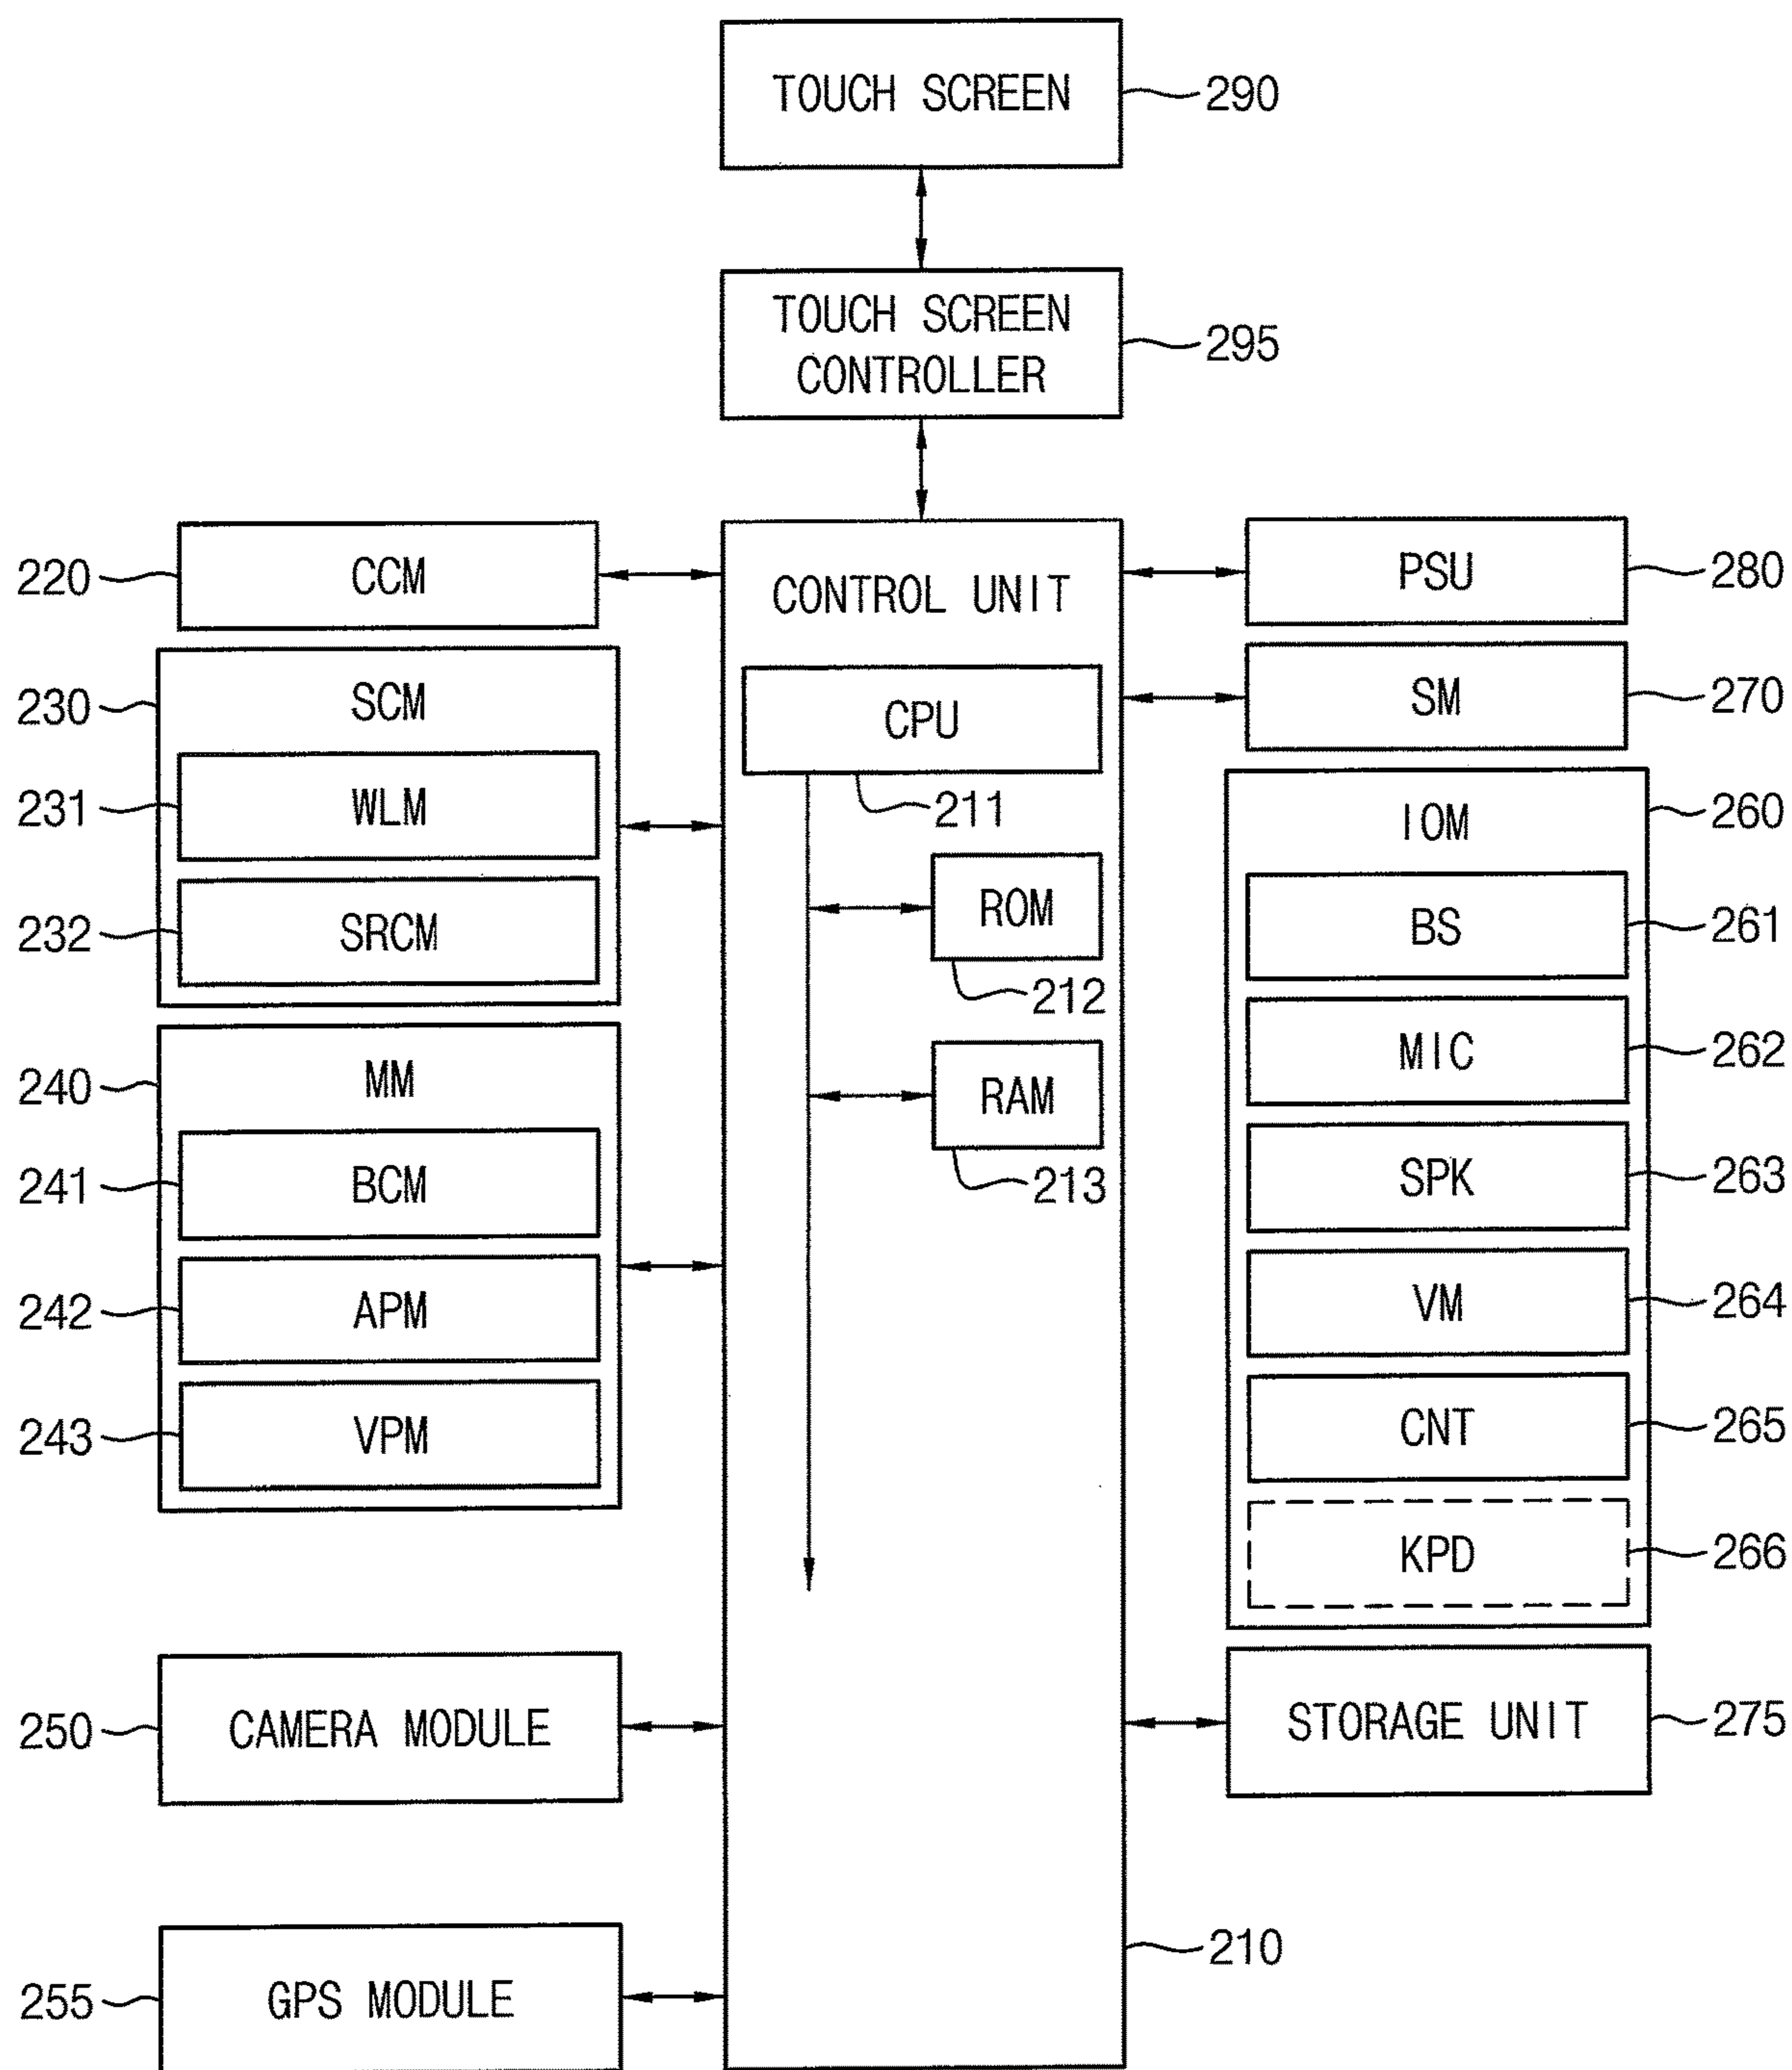 TOUCH SCREEN
290
TOUCH SCREEN
CONTROLLER
295
220
CCM
230
SCM
231
WLM
232
SRCM
240
MM
241
BCM
242
APM
243
VPM
250
CAMERA MODULE
255
GPS MODULE
CONTROL UNIT
CPU
211
ROM
212
RAM
213
210
PSU
280
SM
270
IOM
260
BS
261
MIC
262
SPK
263
VM
264
CNT
265
KPD
266
STORAGE UNIT
275